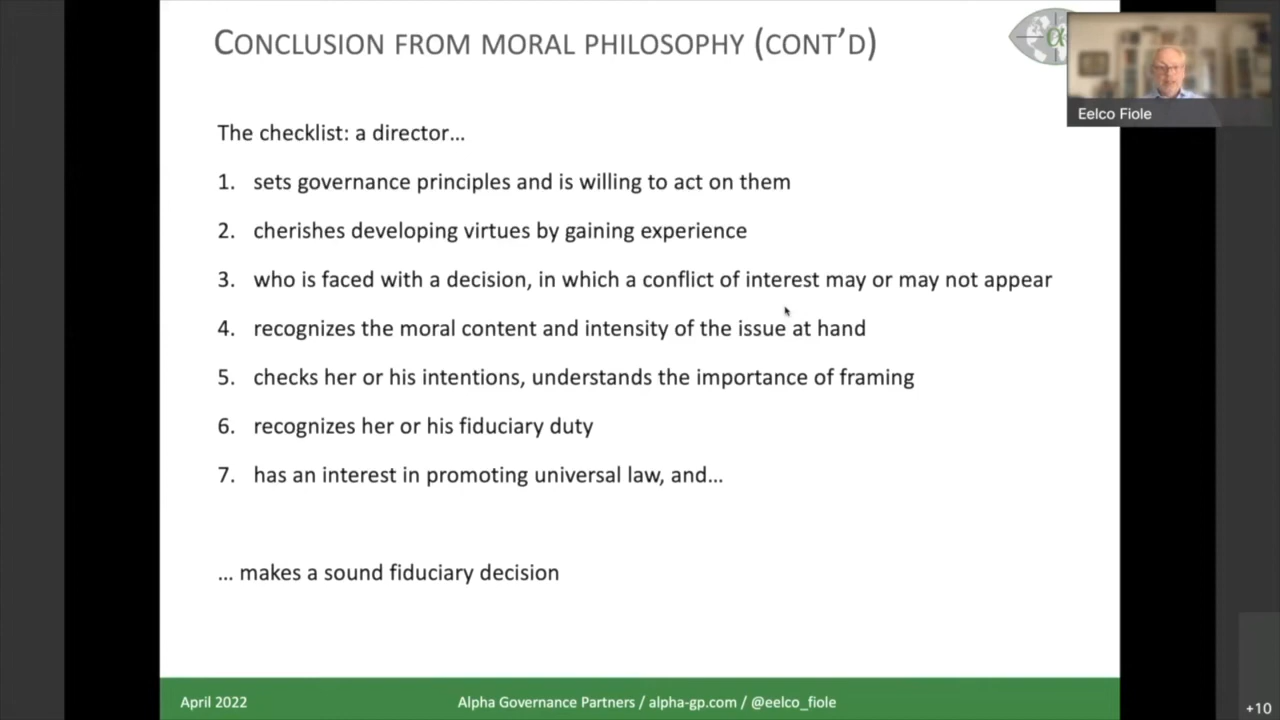 CONCLUSION FROM MORAL PHILOSOPHY (CONT'D)
α
Eelco Fiole
The checklist: a director…
1. sets governance principles and is willing to act on them
2. cherishes developing virtues by gaining experience
3. who is faced with a decision, in which a conflict of interest may or may not appear
4. recognizes the moral content and intensity of the issue at hand
5. checks her or his intentions, understands the importance of framing
6. recognizes her or his fiduciary duty
7. has an interest in promoting universal law, and…
… makes a sound fiduciary decision
April 2022
Alpha Governance Partners / alpha-gp.com / @eelco_fiole
+10